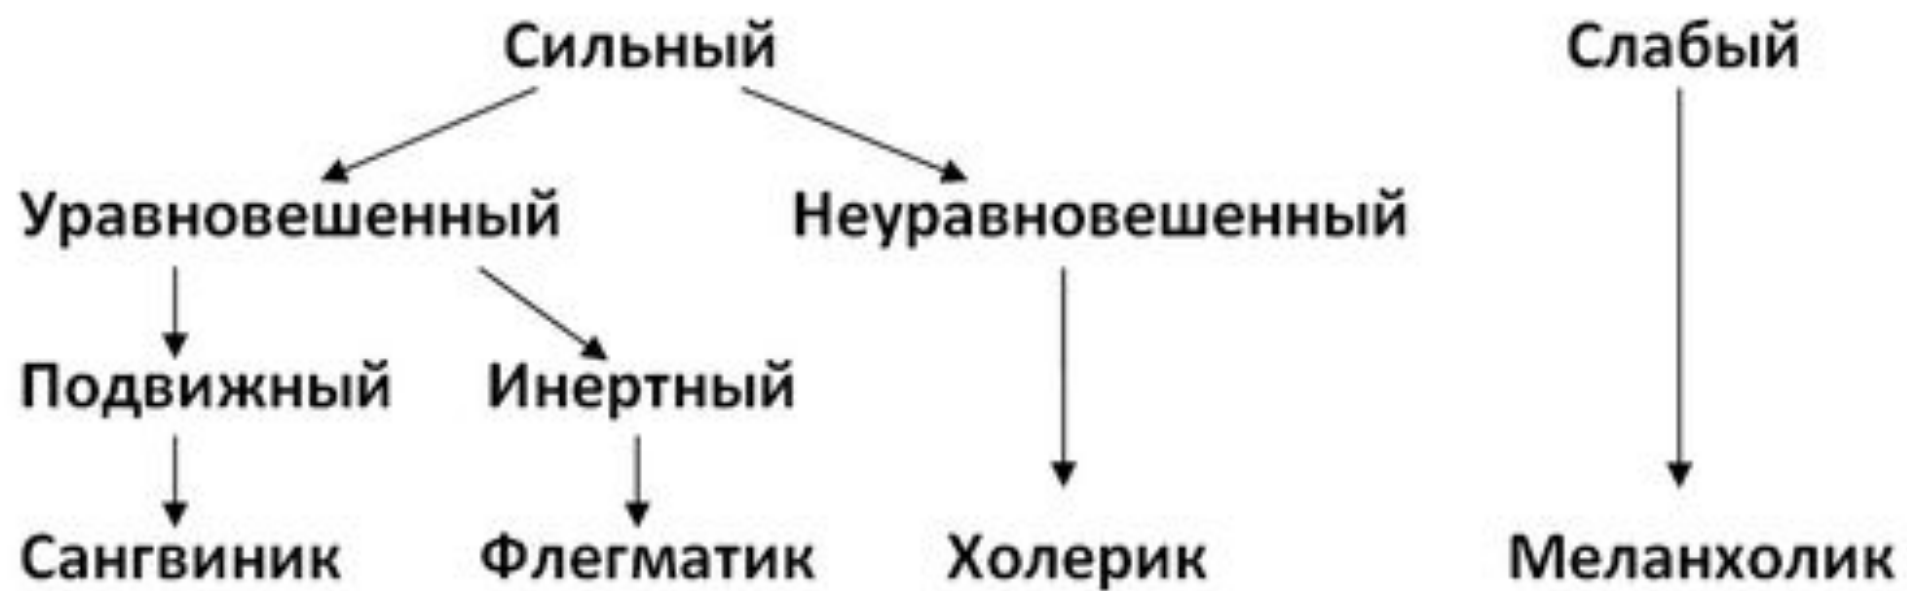 Сильный Слабый
Уравновешенный Неуравновешенный
Подвижный Инертный
Сангвиник Флегматик Холерик Меланхолик